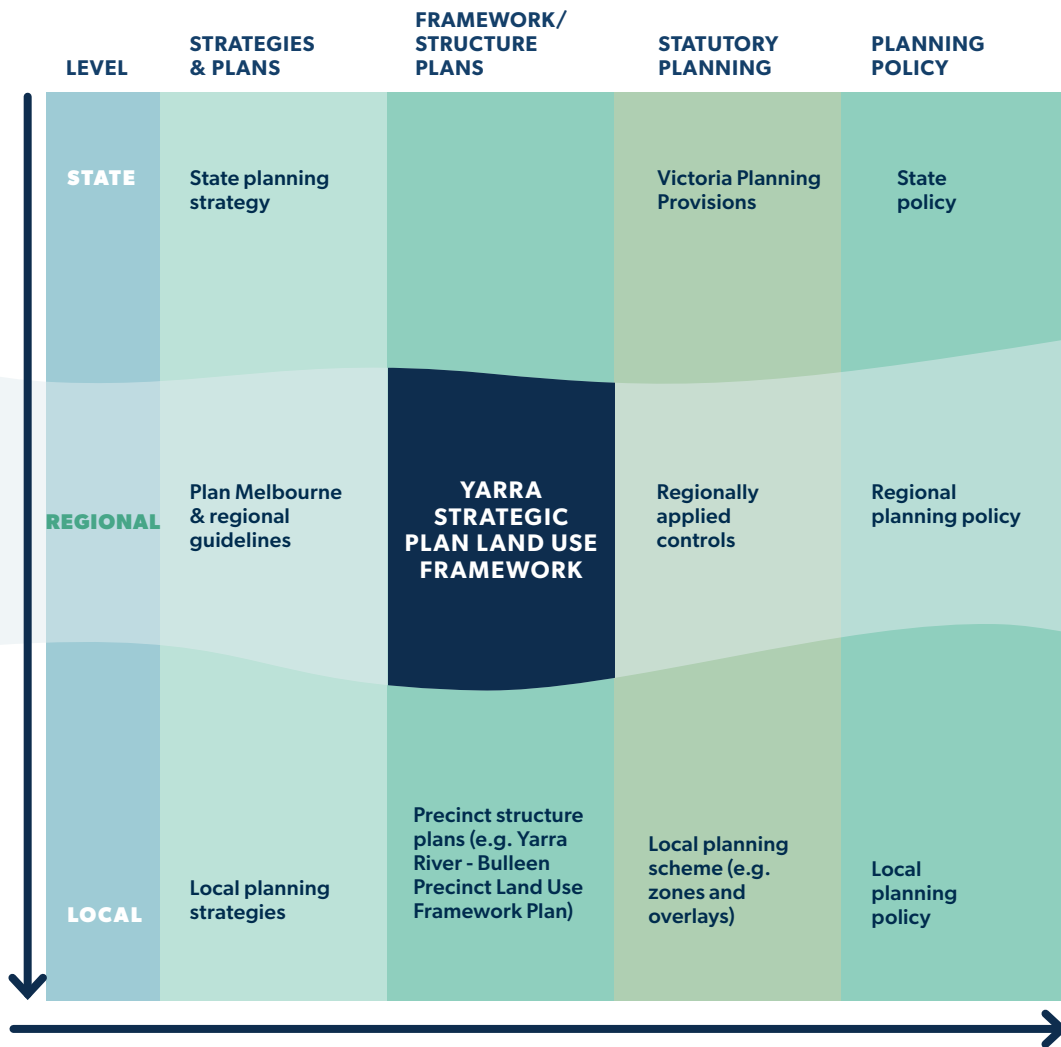 LEVEL
STRATEGIES
& PLANS
FRAMEWORK/
STRUCTURE
PLANS
STATUTORY
PLANNING
PLANNING
POLICY
STATE
State planning
strategy
Victoria Planning
Provisions
State
policy
REGIONAL
Plan Melbourne
& regional
guidelines
YARRA
STRATEGIC
PLAN LAND USE
FRAMEWORK
Regionally
applied
controls
Regional
planning policy
LOCAL
Local planning
strategies
Precinct structure
plans (e.g. Yarra
River - Bulleen
Precinct Land Use
Framework Plan)
Local planning
scheme (e.g.
zones and
overlays)
Local
planning
policy